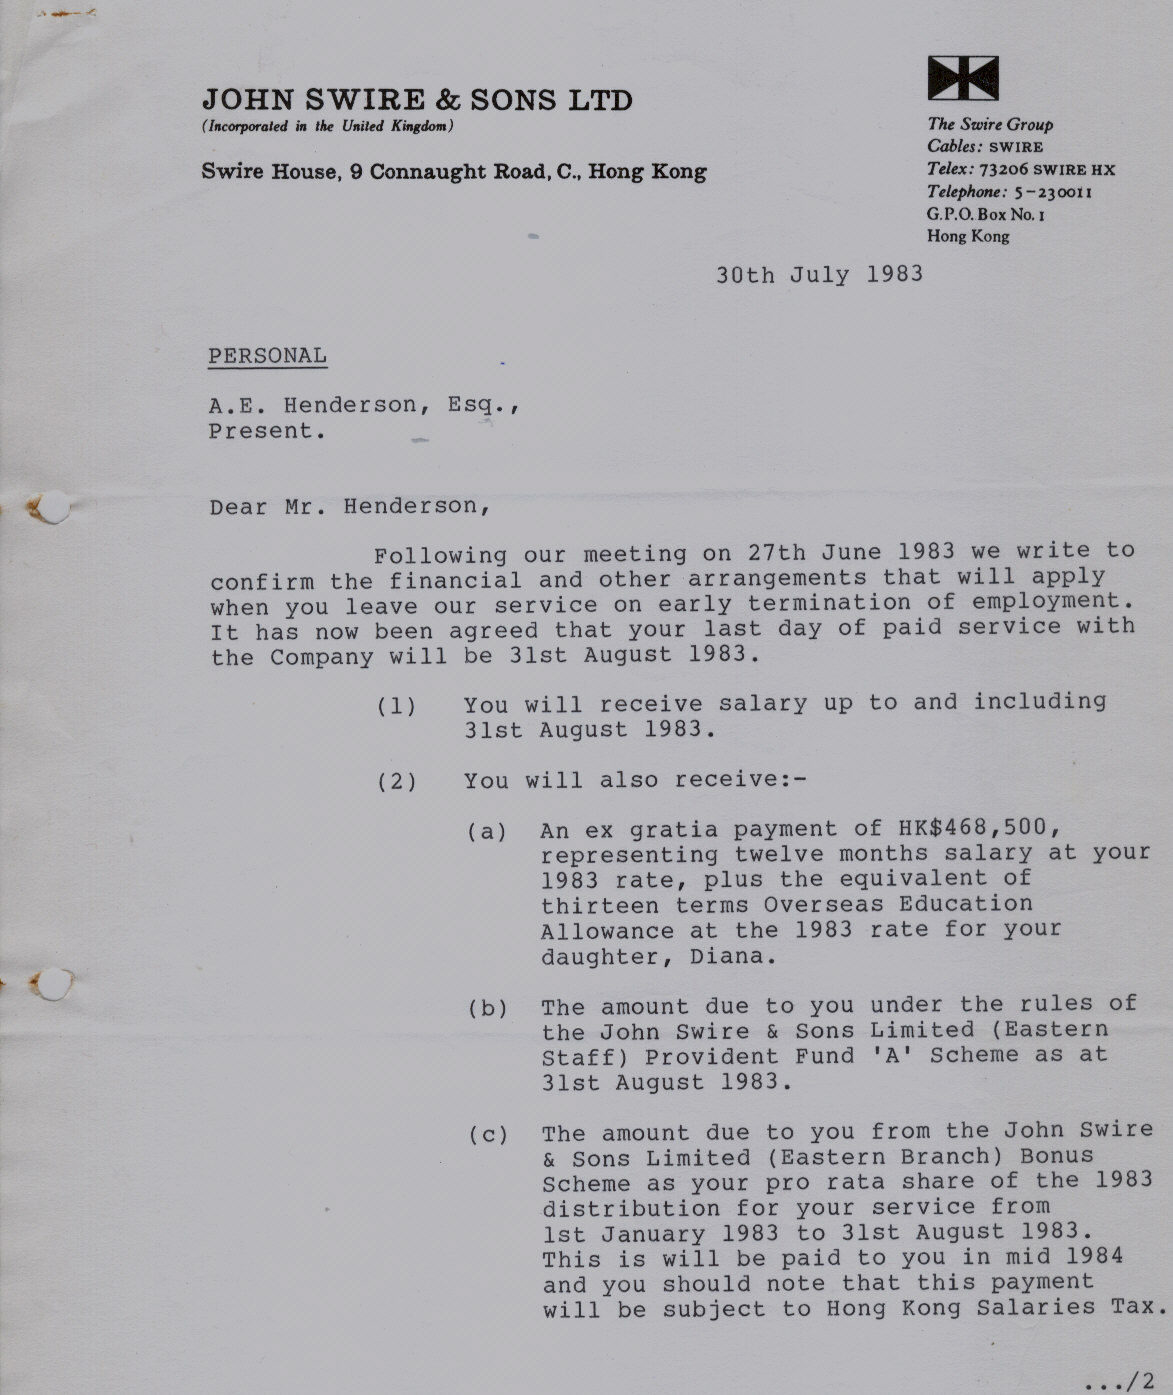 JOHN SWIRE & SONS LTD
(Incorporated in the United Kingdom)
Swire House, 9 Connaught Road, C., Hong Kong
The Swire Group
Cables: SWIRE
Telex: 73206 SWIRE HX
Telephone: 5-230011
G.P.O. Box No. 1
Hong Kong
30th July 1983
PERSONAL
A.E. Henderson, Esq.,
Present.
Dear Mr. Henderson,
Following our meeting on 27th June 1983 we write to
confirm the financial and other arrangements that will apply
when you leave our service on early termination of employment.
It has now been agreed that your last day of paid service with
the Company will be 31st August 1983.
(1) You will receive salary up to and including
31st August 1983.
(2) You will also receive:-
(a) An ex gratia payment of HK$468,500,
representing twelve months salary at your
1983 rate, plus the equivalent of
thirteen terms Overseas Education
Allowance at the 1983 rate for your
daughter, Diana.
(b) The amount due to you under the rules of
the John Swire & Sons Limited (Eastern
Staff) Provident Fund 'A' Scheme as at
31st August 1983.
(c) The amount due to you from the John Swire
& Sons Limited (Eastern Branch) Bonus
Scheme as your pro rata share of the 1983
distribution for your service from
1st January 1983 to 31st August 1983.
This is will be paid to you in mid 1984
and you should note that this payment
will be subject to Hong Kong Salaries Tax.
.../2